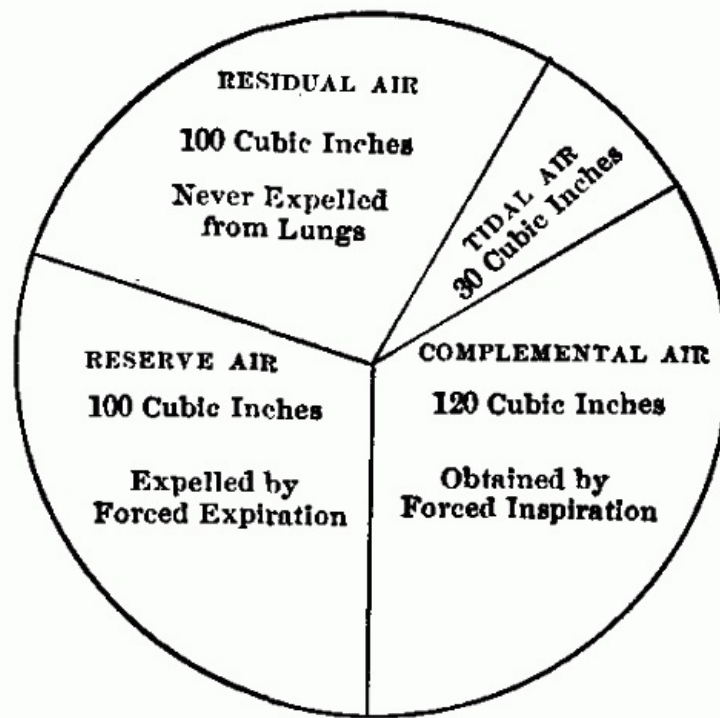 RESIDUAL AIR
100 Cubic Inches
Never Expelled
from Lungs
TIDAL AIR
30 Cubic Inches
RESERVE AIR
100 Cubic Inches
Expelled by
Forced Expiration
COMPLEMENTAL AIR
120 Cubic Inches
Obtained by
Forced Inspiration